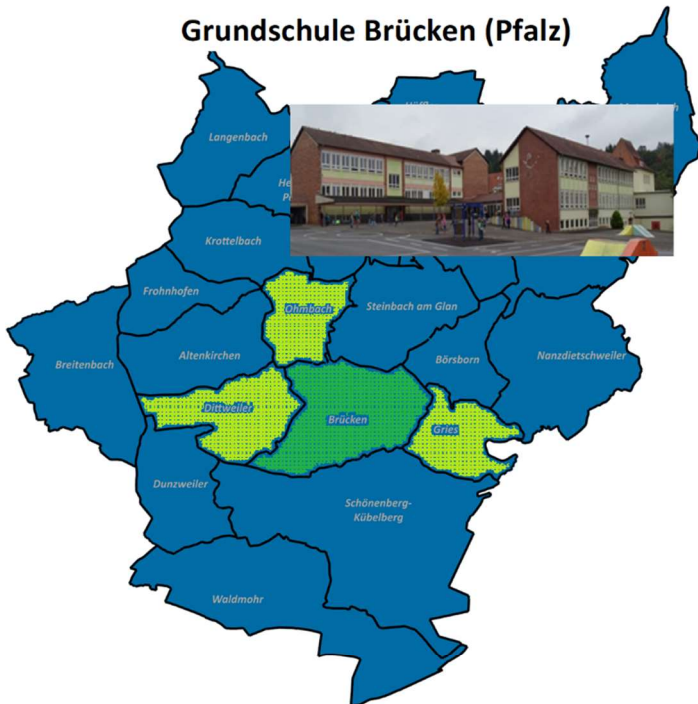 Grundschule Brücken (Pfalz)
Langenbach
Krottelbach
Frohnhofen
Ohmbach
Steinbach am Glan
Breitenbach
Altenkirchen
Börsborn
Nanzdietschweiler
Dittweiler
Brücken
Gries
Dunzweiler
Schönenberg-
Kübelberg
Waldmohr